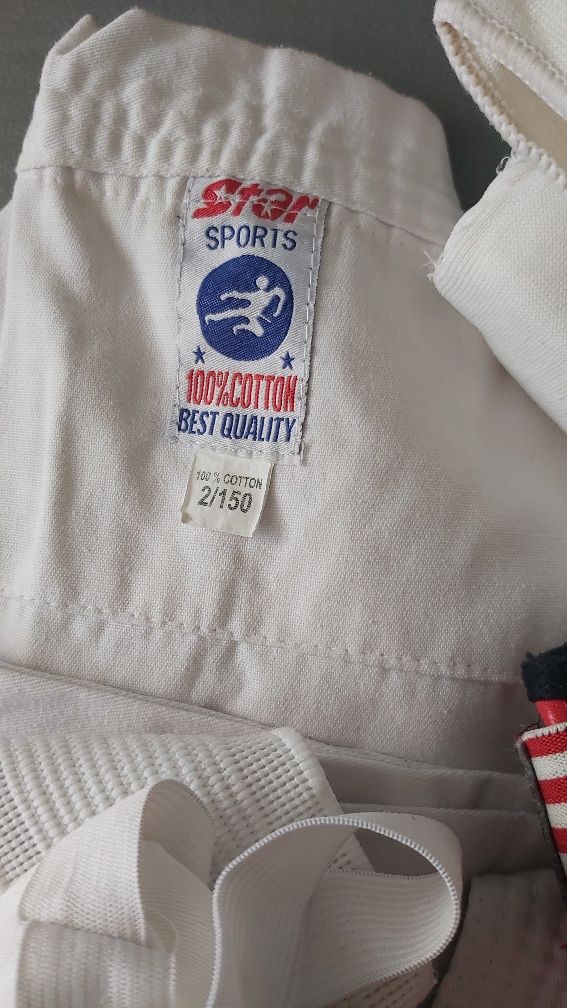 Star
SPORTS
100%COTTON
BEST QUALITY
100 % COTTON
2/150